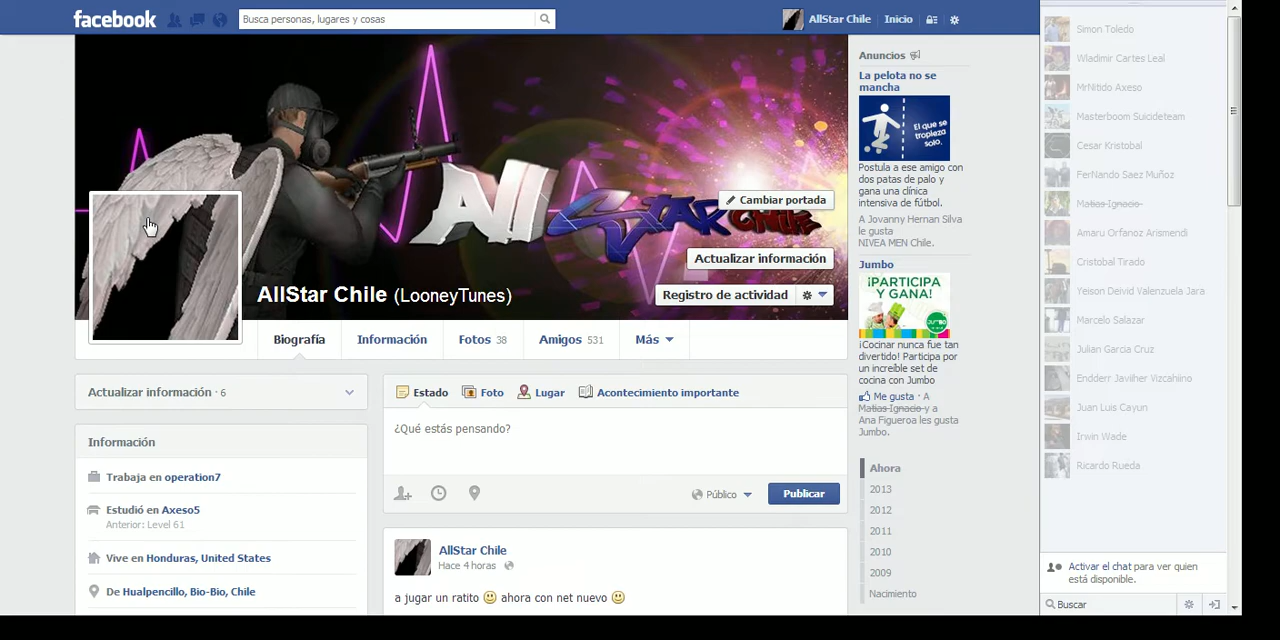 facebook
Busca personas, lugares y cosas
AllStar Chile
Inicio
All STAR CHILE
Cambiar portada
Actualizar información
AllStar Chile (LooneyTunes)
Registro de actividad
Biografía
Información
Fotos 38
Amigos 531
Más
Actualizar información · 6
Información
Trabaja en operation7
Estudió en Axeso5
Anterior: Level 61
Vive en Honduras, United States
De Hualpencillo, Bio-Bio, Chile
Estado
Foto
Lugar
Acontecimiento importante
¿Qué estás pensando?
Público
Publicar
AllStar Chile
Hace 4 horas
a jugar un ratito 🙂 ahora con net nuevo 🙂
Anuncios
La pelota no se
mancha
El que se
tropieza
solo.
Postula a ese amigo con
dos patas de palo y
gana una clínica
intensiva de fútbol.
A Jovanny Hernan Silva
le gusta
NIVEA MEN Chile.
Jumbo
¡PARTICIPA
Y GANA!
¡Cocinar nunca fue tan
divertido! Participa por
un increíble set de
cocina con Jumbo
Me gusta · A
Matias Ignacio y a
Ana Figueroa les gusta
Jumbo.
Ahora
2013
2012
2011
2010
2009
Nacimiento
Simon Toledo
Wladimir Cartes Leal
MrNitido Axeso
Masterboom Suicideteam
Cesar Kristobal
FerNando Saez Muñoz
Matias Ignacio
Amaru Orfanoz Arismendi
Cristobal Tirado
Yeison Deivid Valenzuela Jara
Marcelo Salazar
Julian Garcia Cruz
Endderr Javilher Vizcahiino
Juan Luis Cayun
Irwin Wade
Ricardo Rueda
Activar el chat para ver quien
está disponible.
Buscar